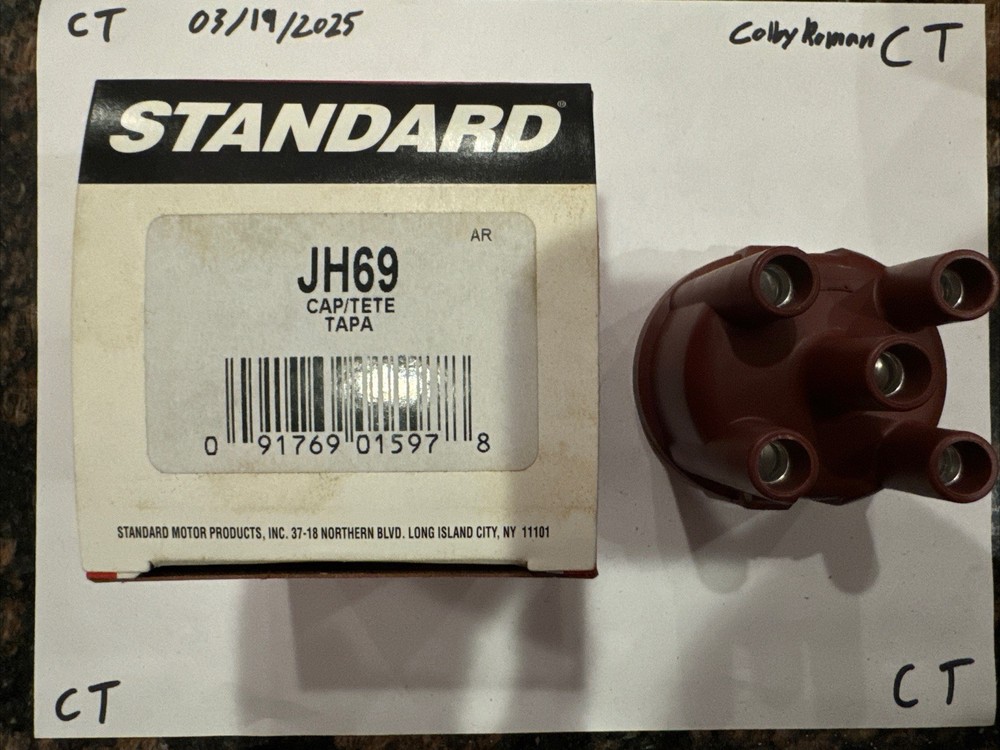 CT 03/19/2025 Colby Roman CT
STANDARD®
AR
JH69
CAP/TETE
TAPA
0 91769 01597 8
STANDARD MOTOR PRODUCTS, INC. 37-18 NORTHERN BLVD. LONG ISLAND CITY, NY 11101
CT CT